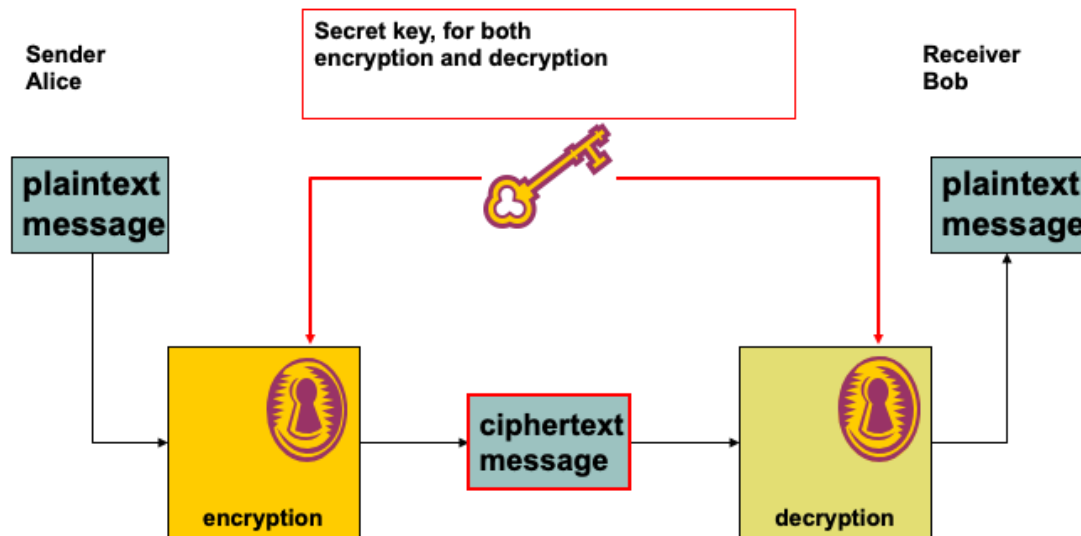 Sender
Alice
Secret key, for both
encryption and decryption
Receiver
Bob
plaintext
message
plaintext
message
ciphertext
message
encryption
decryption